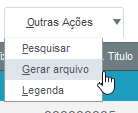 Outras Ações
Título
Pesquisar
Gerar arquivo
Legenda